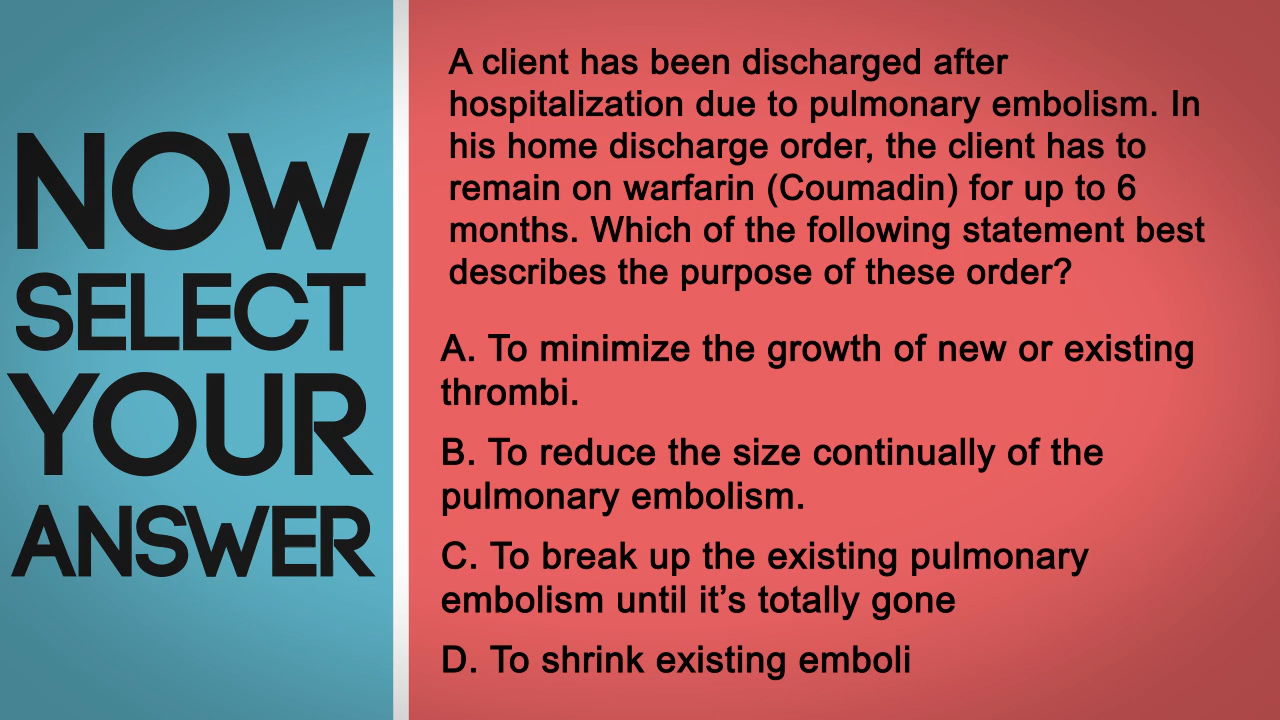 NOW
SELECT
YOUR
ANSWER
A client has been discharged after
hospitalization due to pulmonary embolism. In
his home discharge order, the client has to
remain on warfarin (Coumadin) for up to 6
months. Which of the following statement best
describes the purpose of these order?
A. To minimize the growth of new or existing
thrombi.
B. To reduce the size continually of the
pulmonary embolism.
C. To break up the existing pulmonary
embolism until it’s totally gone
D. To shrink existing emboli